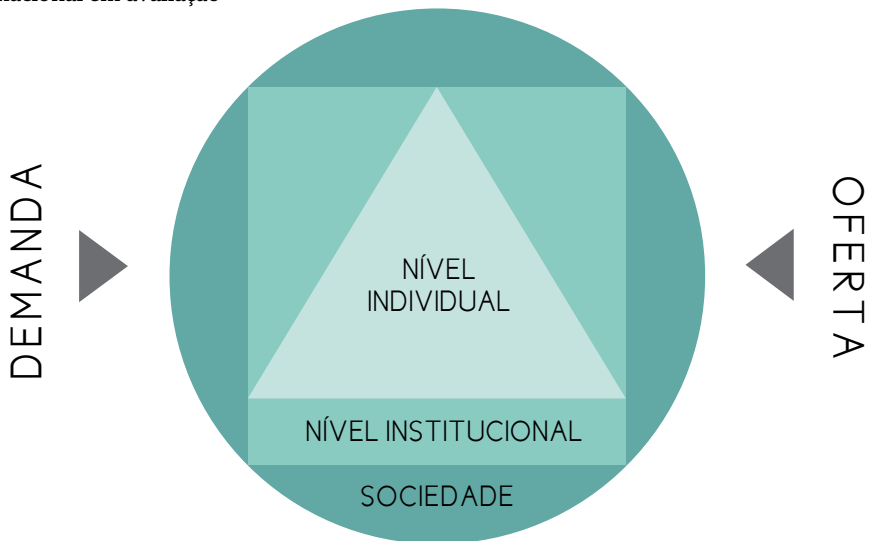 DEMANDA
NÍVEL
INDIVIDUAL
NÍVEL INSTITUCIONAL
SOCIEDADE
OFERTA